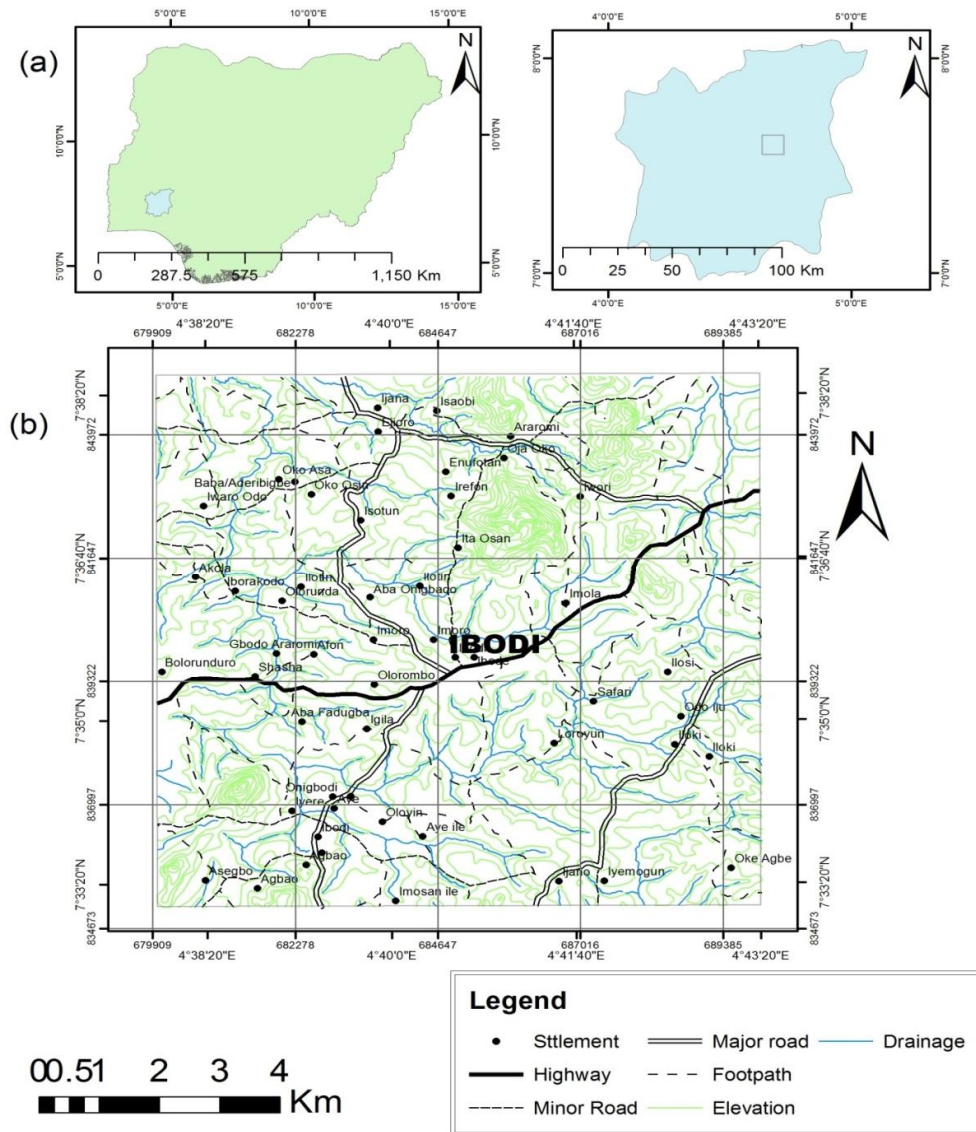 (a)
5°0'0"E 10°0'0"E 15°0'0"E
N
10°0'0"N 10°0'0"N
5°0'0"N 5°0'0"N
0 287.5 575 1,150 Km
5°0'0"E 10°0'0"E 15°0'0"E
4°0'0"E 5°0'0"E
N
8°0'0"N 8°0'0"N
0 25 50 100 Km
7°0'0"N 7°0'0"N
4°0'0"E 5°0'0"E
(b)
4°38'20"E 4°40'0"E 4°41'40"E 4°43'20"E
679909 682278 684647 687016 689385
7°38'20"N 7°38'20"N
843972 843972
7°36'40"N 7°36'40"N
841647 841647
839322 839322
7°35'0"N 7°35'0"N
836997 836997
7°33'20"N 7°33'20"N
834673 834673
N
Ijana
Isaobi
Eijoro
Araromi
Oja Oko
Enufotan
Oko Asa
Baba/Aderibigbe
Oko Osin
Iwaro Odo
Irefon
Iwori
Isotun
Ita Osan
Akola
Iborakodo
Ilotin
Olorunda
Ilotin
Aba Onigbado
Imola
Imoro
Imoro
IBODI
Ibode
Gbodo Araromi
Afon
Bolorunduro
Shasha
Olorombo
Ilosi
Safari
Aba Fadugba
Igila
Ogo Iju
Loroyun
Iloki
Iloki
Onigbodi
Iyere
Aye
Oloyin
Ibodi
Aye ile
Agbao
Asegbo
Agbao
Imosan ile
Ijano
Iyemogun
Oke Agbe
679909 682278 684647 687016 689385
4°38'20"E 4°40'0"E 4°41'40"E 4°43'20"E
Legend
Sttlement Major road Drainage
Highway Footpath
Minor Road Elevation
0 0.5 1 2 3 4
Km